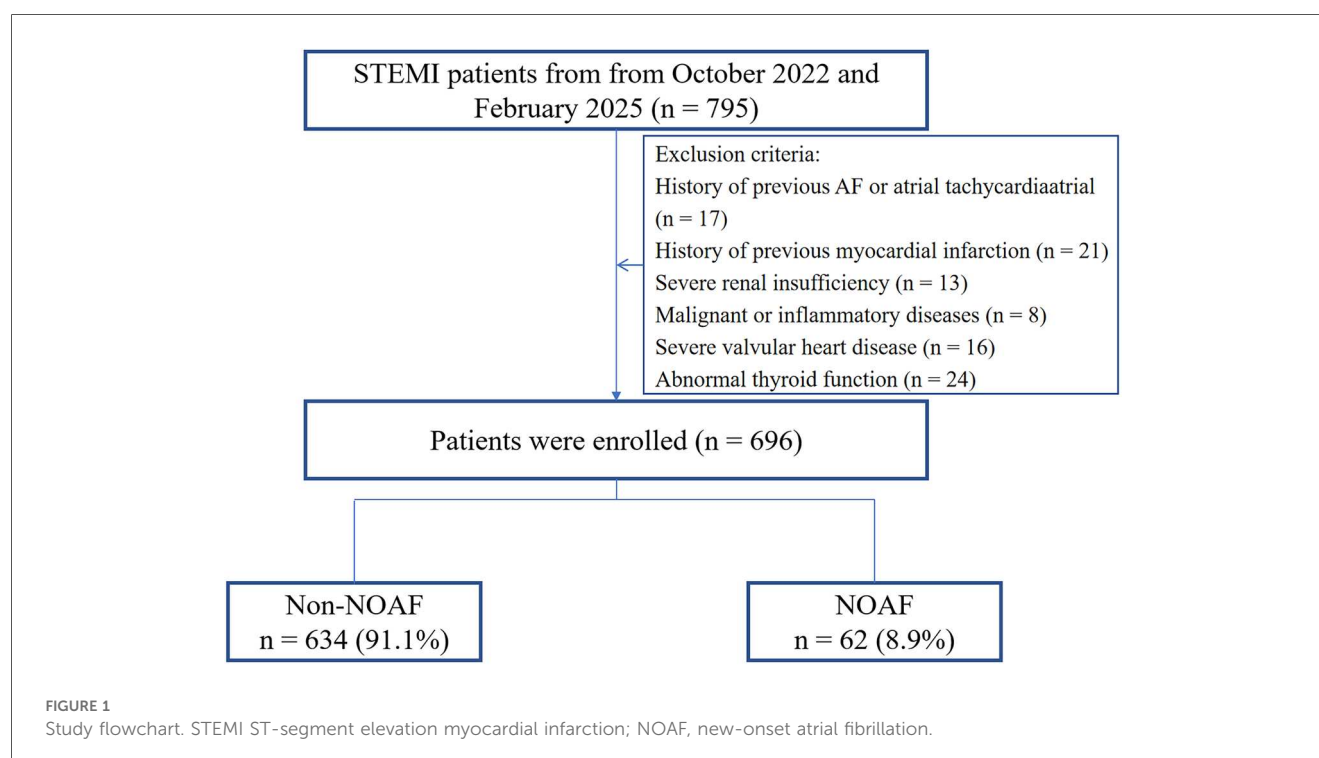 STEMI patients from from October 2022 and
February 2025 (n = 795)
Exclusion criteria:
History of previous AF or atrial tachycardiaatrial
(n = 17)
History of previous myocardial infarction (n = 21)
Severe renal insufficiency (n = 13)
Malignant or inflammatory diseases (n = 8)
Severe valvular heart disease (n = 16)
Abnormal thyroid function (n = 24)
Patients were enrolled (n = 696)
Non-NOAF
n = 634 (91.1%)
NOAF
n = 62 (8.9%)
FIGURE 1
Study flowchart. STEMI ST-segment elevation myocardial infarction; NOAF, new-onset atrial fibrillation.